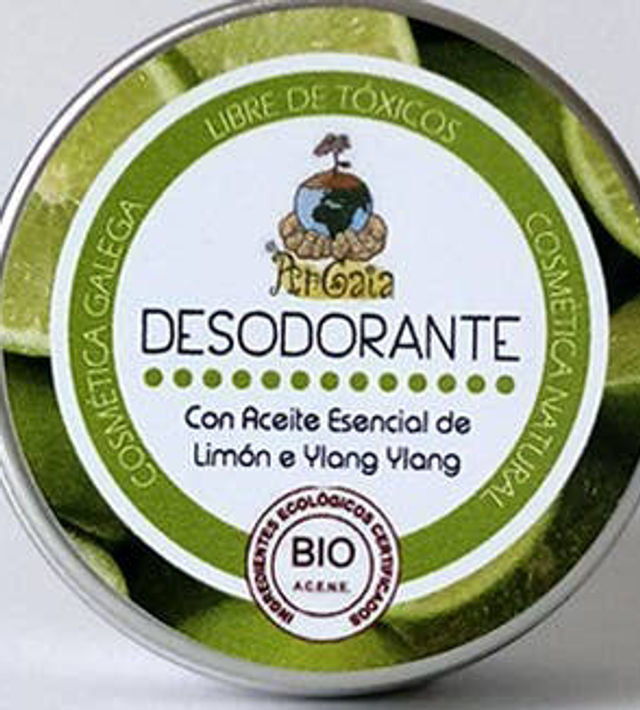 LIBRE DE TÓXICOS
COSMÉTICA GALEGA
COSMÉTICA NATURAL
ArtGaia
DESODORANTE
Con Aceite Esencial de
Limón e Ylang Ylang
INGREDIENTES ECOLÓGICOS CERTIFICADOS
BIO
A.C.E.N.E.